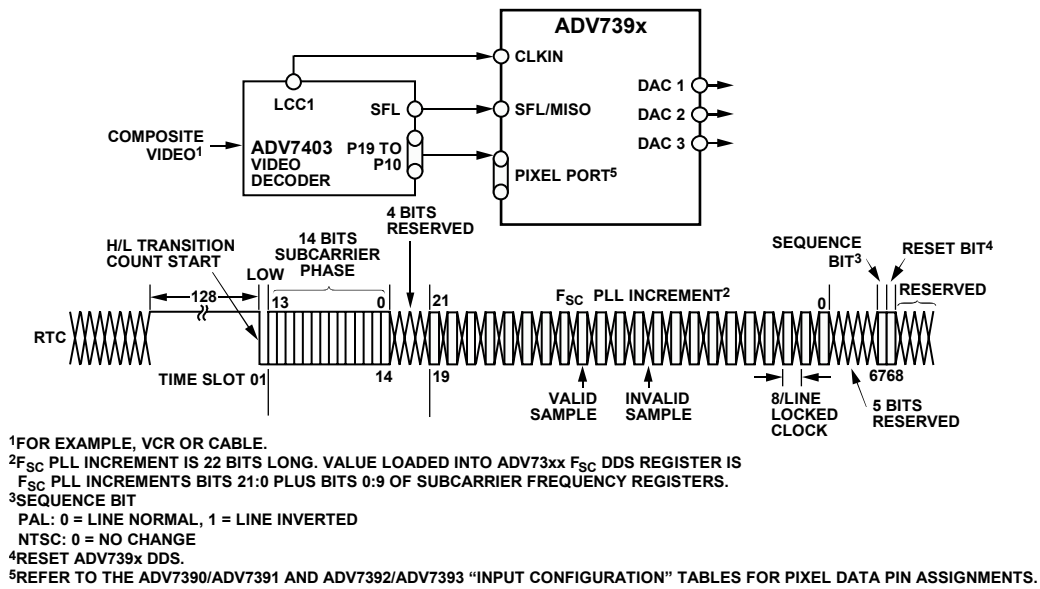 ADV739x
CLKIN
LCC1
DAC 1
SFL
SFL/MISO
DAC 2
COMPOSITE
VIDEO1
ADV7403
VIDEO
DECODER
P19 TO
P10
DAC 3
PIXEL PORT5
4 BITS
RESERVED
H/L TRANSITION
COUNT START
14 BITS
SUBCARRIER
PHASE
SEQUENCE
BIT3
RESET BIT4
LOW
128
13
0
21
FSC PLL INCREMENT2
0
RESERVED
RTC
TIME SLOT 01
14
19
6768
VALID
SAMPLE
INVALID
SAMPLE
8/LINE
LOCKED
CLOCK
5 BITS
RESERVED
1FOR EXAMPLE, VCR OR CABLE.
2FSC PLL INCREMENT IS 22 BITS LONG. VALUE LOADED INTO ADV73xx FSC DDS REGISTER IS
FSC PLL INCREMENTS BITS 21:0 PLUS BITS 0:9 OF SUBCARRIER FREQUENCY REGISTERS.
3SEQUENCE BIT
PAL: 0 = LINE NORMAL, 1 = LINE INVERTED
NTSC: 0 = NO CHANGE
4RESET ADV739x DDS.
5REFER TO THE ADV7390/ADV7391 AND ADV7392/ADV7393 “INPUT CONFIGURATION” TABLES FOR PIXEL DATA PIN ASSIGNMENTS.